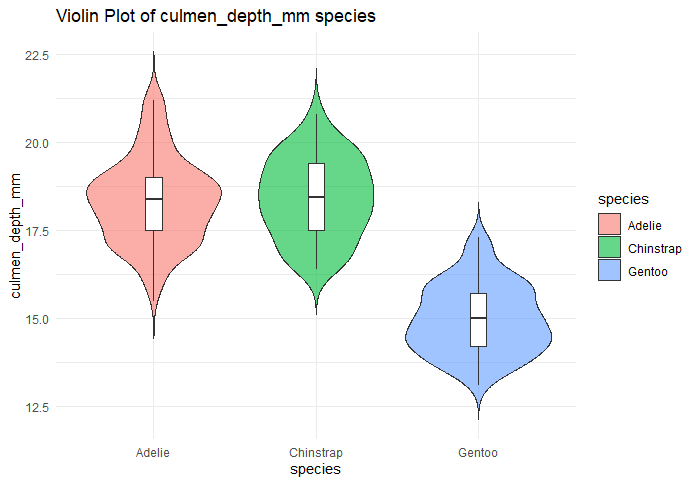 Violin Plot of culmen_depth_mm species
culmen_depth_mm
22.5
20.0
17.5
15.0
12.5
Adelie
Chinstrap
Gentoo
species
species
Adelie
Chinstrap
Gentoo